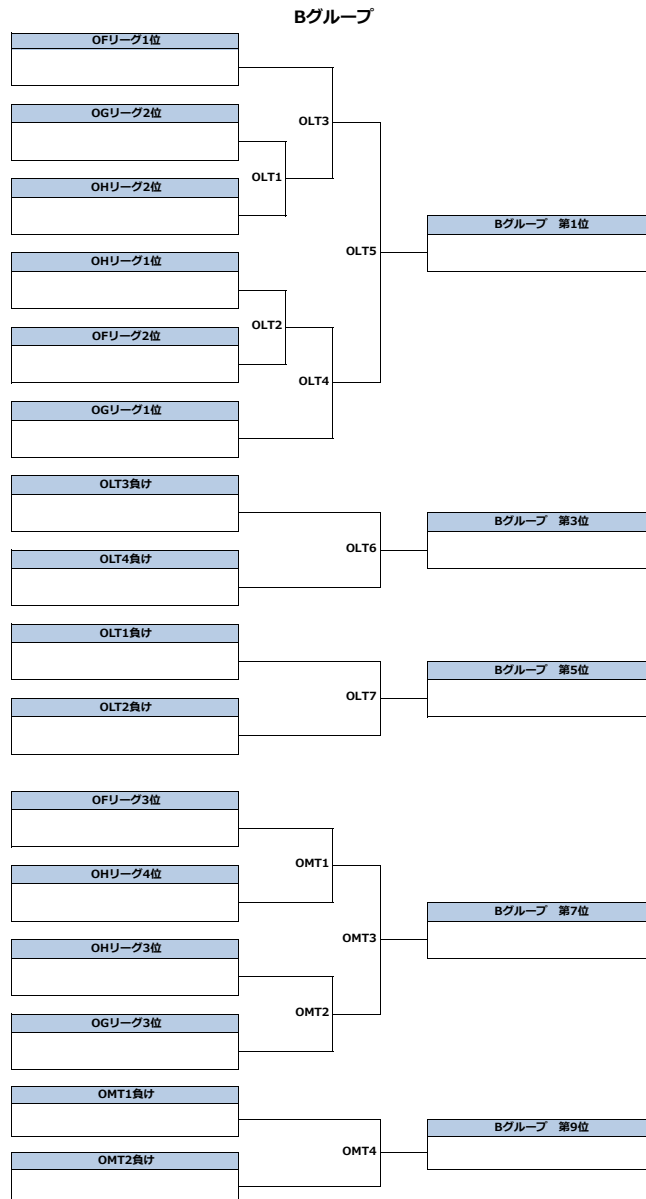 Bグループ
OFリーグ1位
OGリーグ2位
OLT3
OLT1
OHリーグ2位
Bグループ　第1位
OLT5
OHリーグ1位
OLT2
OFリーグ2位
OLT4
OGリーグ1位
OLT3負け
Bグループ　第3位
OLT6
OLT4負け
OLT1負け
Bグループ　第5位
OLT7
OLT2負け
OFリーグ3位
OMT1
OHリーグ4位
Bグループ　第7位
OMT3
OHリーグ3位
OMT2
OGリーグ3位
OMT1負け
Bグループ　第9位
OMT4
OMT2負け